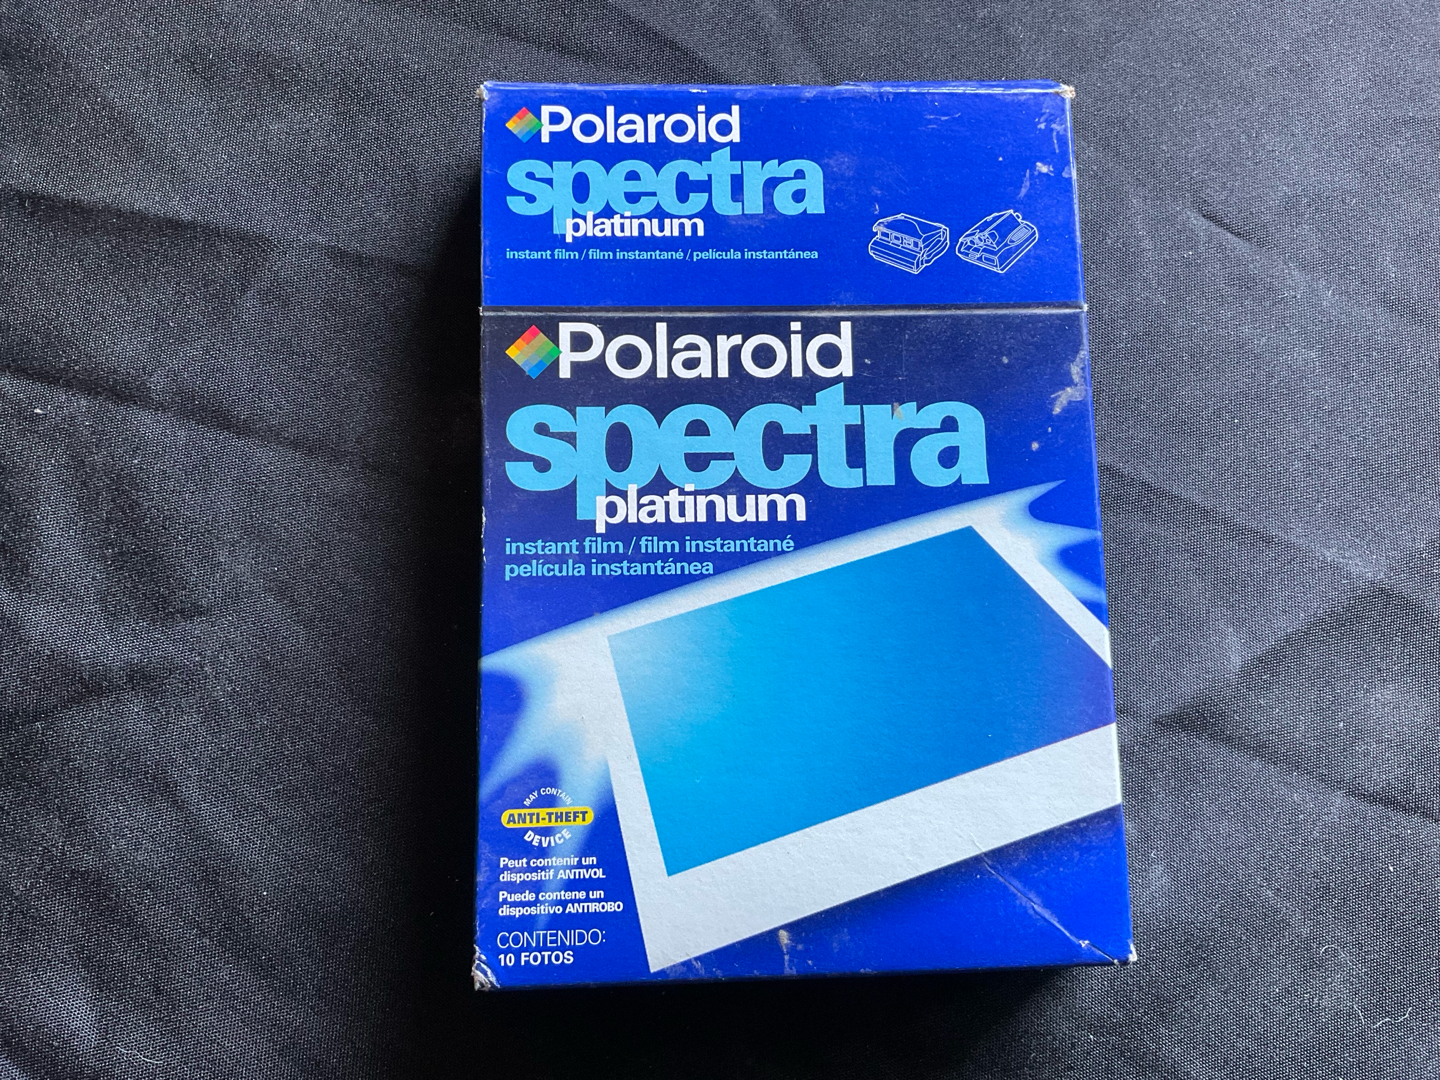 Polaroid
spectra
platinum
instant film / film instantané / película instantánea
Polaroid
spectra
platinum
instant film / film instantané
película instantánea
MAY CONTAIN
ANTI-THEFT
DEVICE
Peut contenir un
dispositif ANTIVOL
Puede contene un
dispositivo ANTIROBO
CONTENIDO:
10 FOTOS